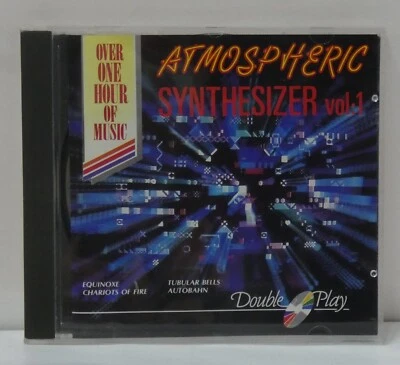 OVER
ONE
HOUR
OF
MUSIC
ATMOSPHERIC
SYNTHESIZER vol.1
EQUINOXE
CHARIOTS OF FIRE
TUBULAR BELLS
AUTOBAHN
Double Play